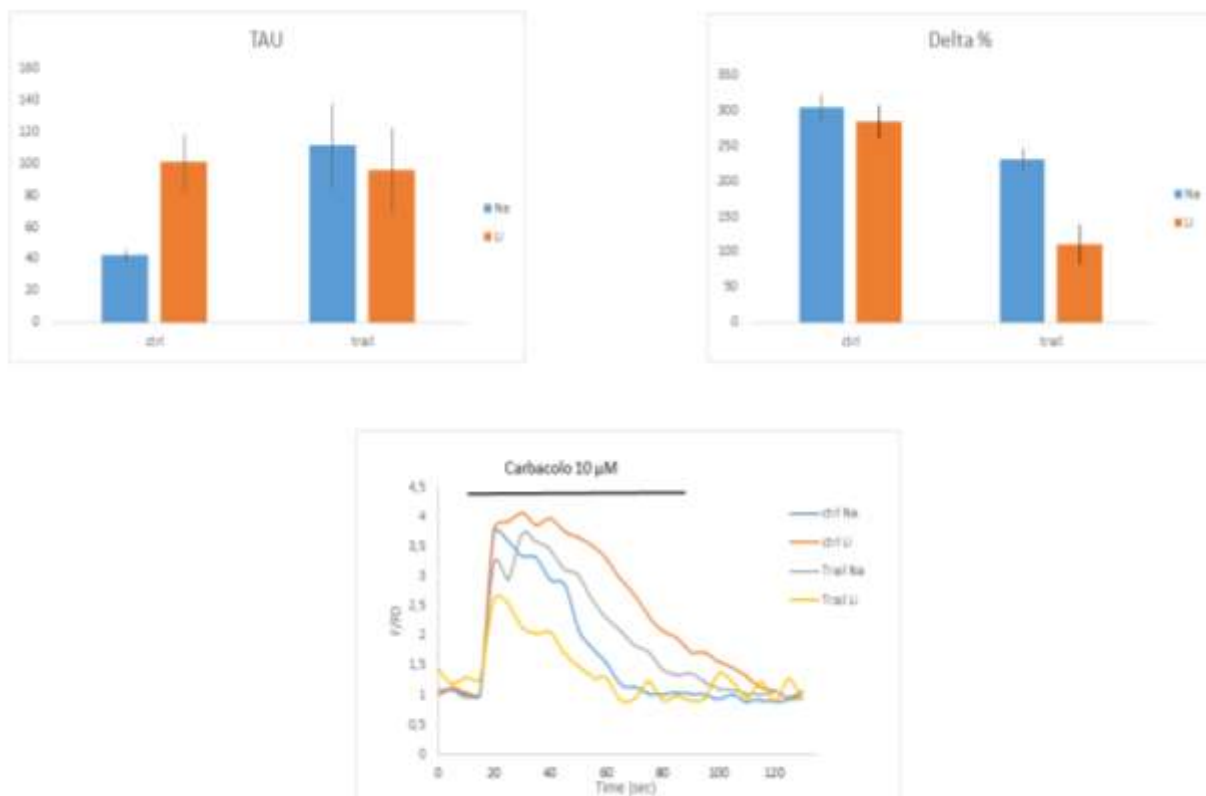 TAU
160
140
120
100
80
60
40
20
0
ctrl
trail
Na
Li
Delta %
350
300
250
200
150
100
50
0
ctrl
trail
Na
Li
Carbacolo 10 µM
4,5
4
3,5
3
2,5
2
1,5
1
0,5
0
F/F0
0 20 40 60 80 100 120
Time (sec)
ctrl Na
ctrl Li
Trail Na
Trail Li